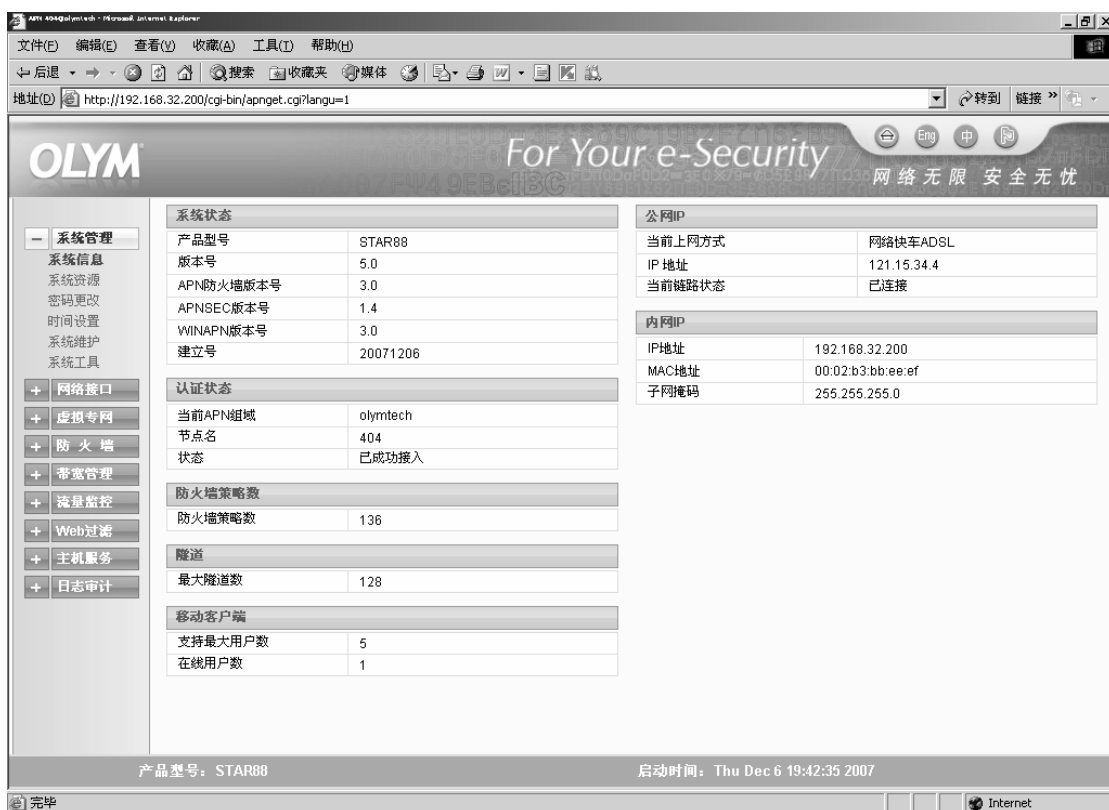 APN 404@olymtech - Microsoft Internet Explorer
文件(F) 编辑(E) 查看(V) 收藏(A) 工具(T) 帮助(H)
后退 搜索 收藏夹 媒体
地址(D) http://192.168.32.200/cgi-bin/apnget.cgi?langu=1 转到 链接 »
OLYM
For Your e-Security
Eng 中
网络无限 安全无忧
系统管理
系统信息
系统资源
密码更改
时间设置
系统维护
系统工具
网络接口
虚拟专网
防 火 墙
带宽管理
流量监控
Web过滤
主机服务
日志审计
系统状态
产品型号 STAR88
版本号 5.0
APN防火墙版本号 3.0
APNSEC版本号 1.4
WINAPN版本号 3.0
建立号 20071206
认证状态
当前APN组域 olymtech
节点名 404
状态 已成功接入
防火墙策略数
防火墙策略数 136
隧道
最大隧道数 128
移动客户端
支持最大用户数 5
在线用户数 1
公网IP
当前上网方式 网络快车ADSL
IP 地址 121.15.34.4
当前链路状态 已连接
内网IP
IP地址 192.168.32.200
MAC地址 00:02:b3:bb:ee:ef
子网掩码 255.255.255.0
产品型号：STAR88 启动时间：Thu Dec 6 19:42:35 2007
完毕 Internet